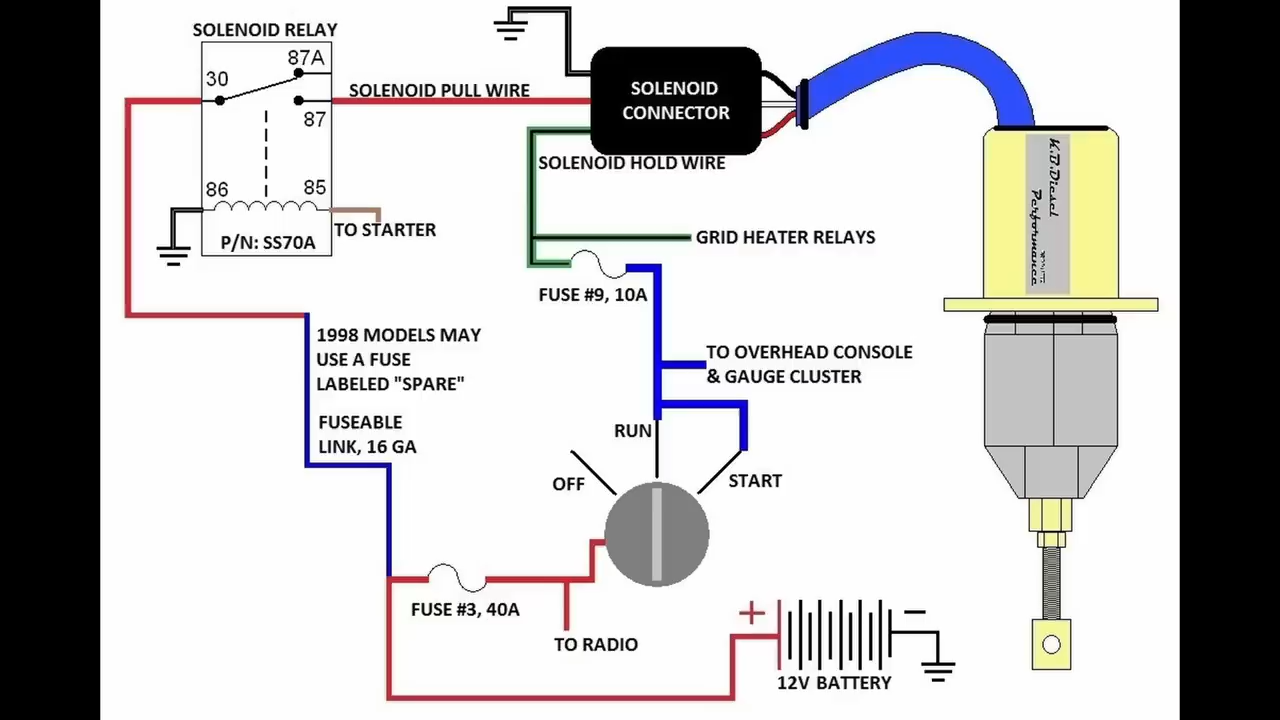 SOLENOID RELAY
87A
30
87
86
85
P/N: SS70A
TO STARTER
SOLENOID PULL WIRE
SOLENOID
CONNECTOR
SOLENOID HOLD WIRE
GRID HEATER RELAYS
FUSE #9, 10A
1998 MODELS MAY
USE A FUSE
LABELED "SPARE"
FUSEABLE
LINK, 16 GA
TO OVERHEAD CONSOLE
& GAUGE CLUSTER
RUN
OFF
START
FUSE #3, 40A
TO RADIO
+
−
12V BATTERY
K.D.Diesel
Performance